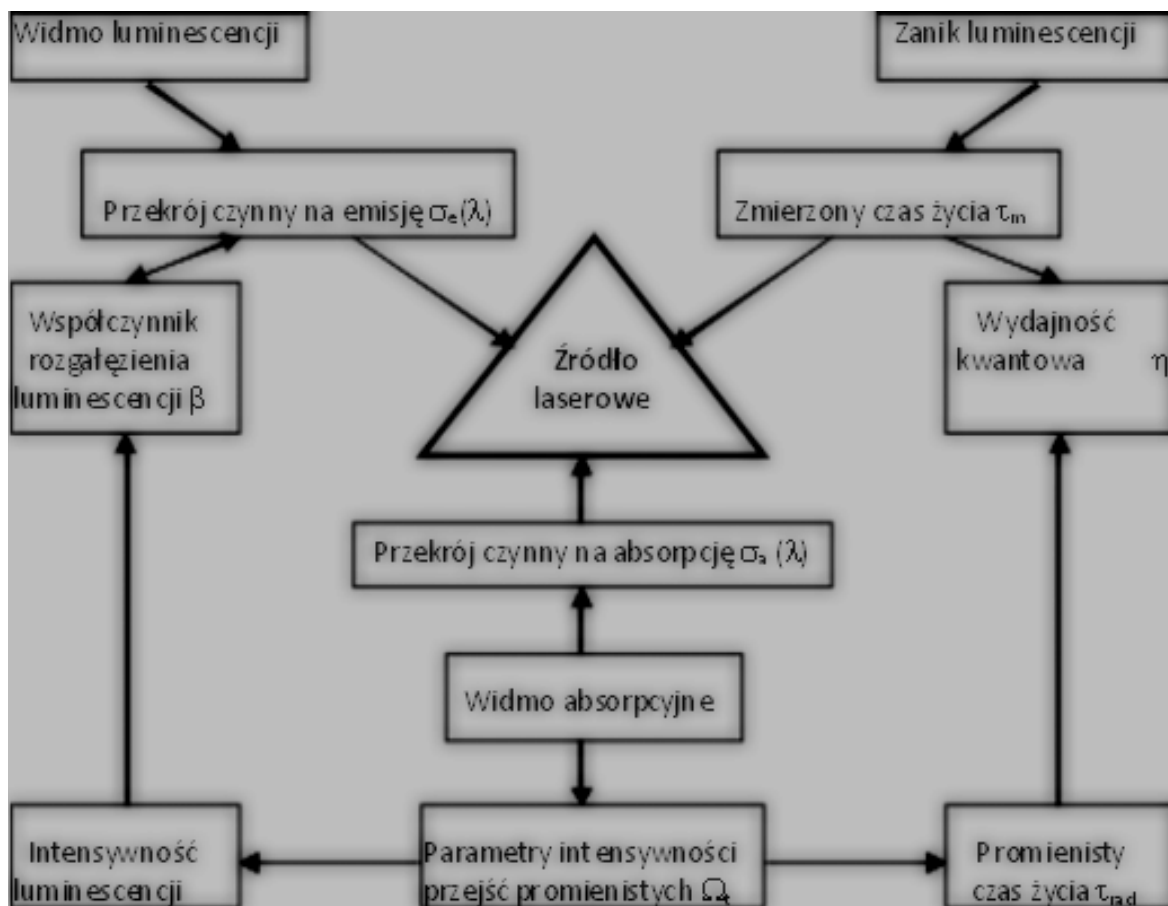 Widmo luminescencji
Zanik luminescencji
Przekrój czynny na emisję σe(λ)
Zmierzony czas życia τm
Współczynnik
rozgałęzienia
luminescencji β
Źródło
laserowe
Wydajność
kwantowa η
Przekrój czynny na absorpcję σa (λ)
Widmo absorpcyjne
Intensywność
luminescencji
Parametry intensywności
przejść promienistych Ωt
Promienisty
czas życia τrad